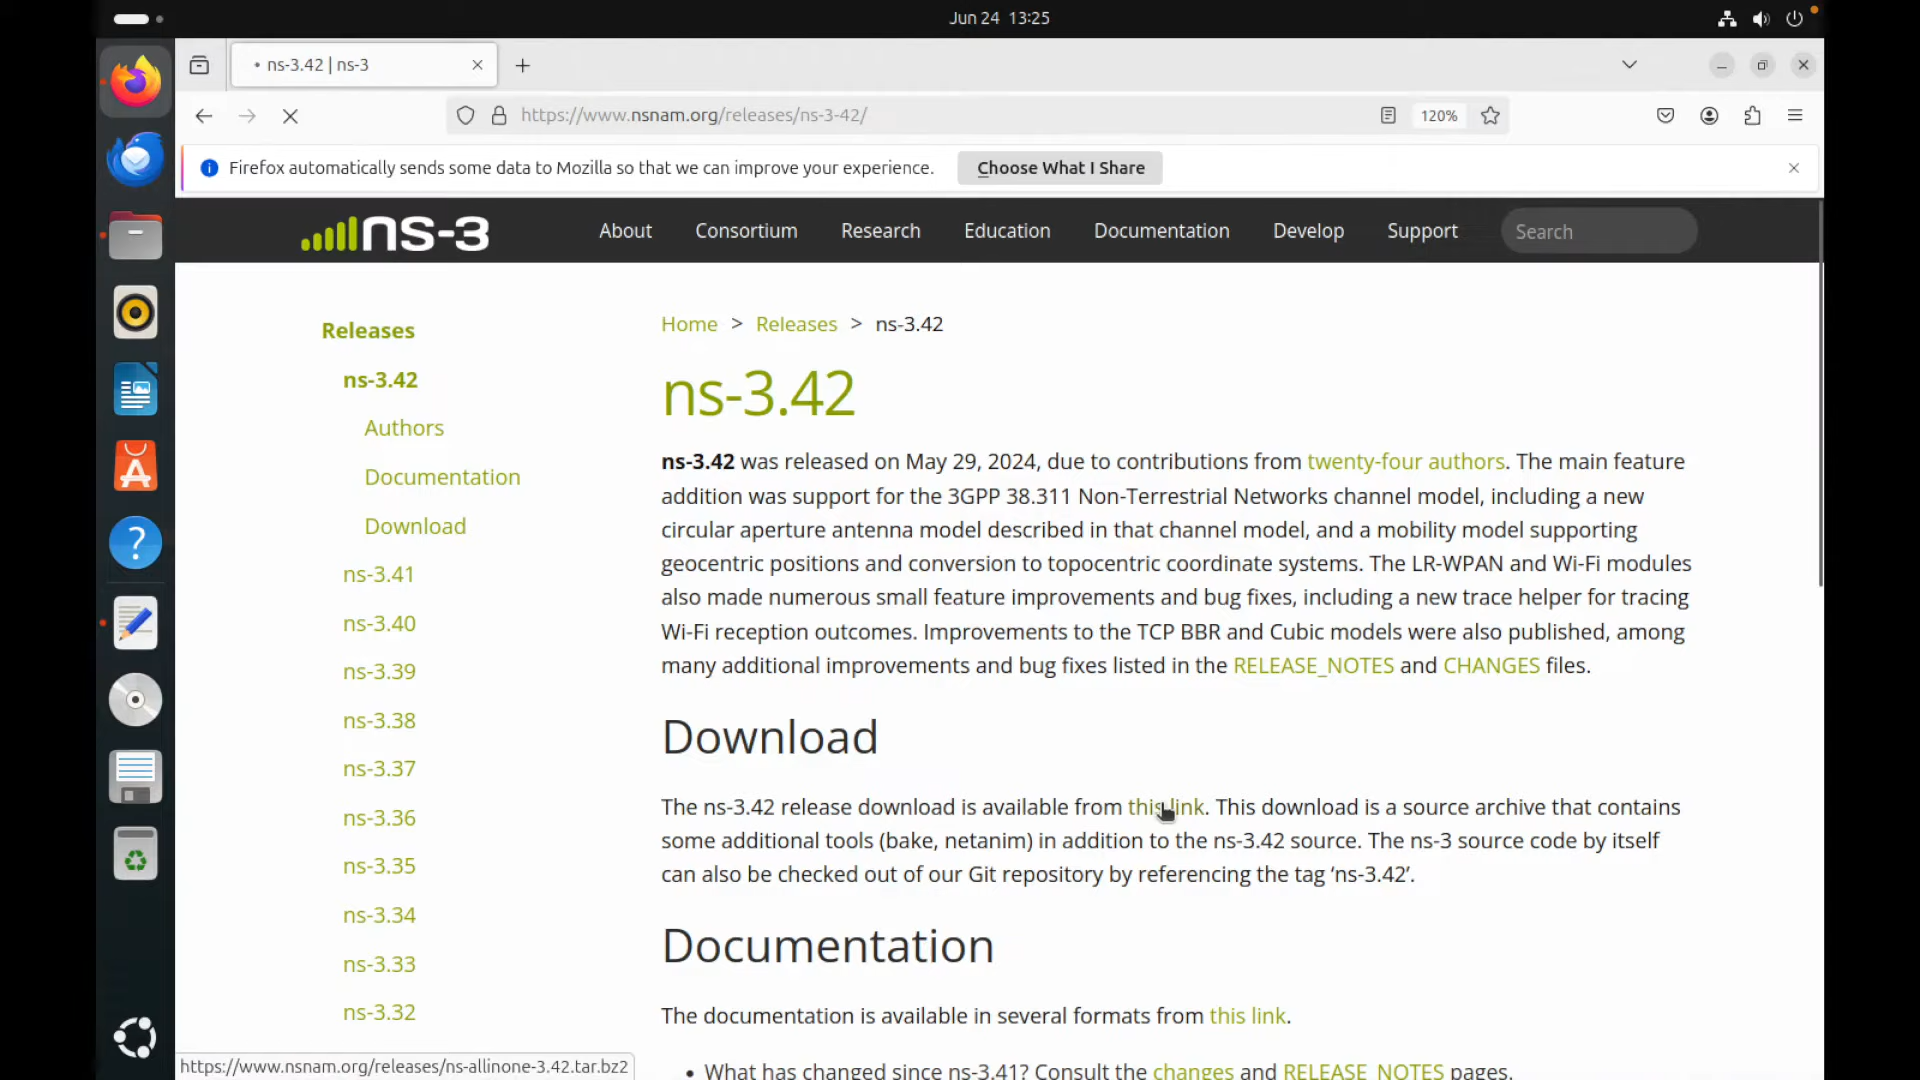 Jun 24 13:25
ns-3.42 | ns-3
https://www.nsnam.org/releases/ns-3-42/
120%
Firefox automatically sends some data to Mozilla so that we can improve your experience.
Choose What I Share
ns-3
About
Consortium
Research
Education
Documentation
Develop
Support
Search
Releases
ns-3.42
Authors
Documentation
Download
ns-3.41
ns-3.40
ns-3.39
ns-3.38
ns-3.37
ns-3.36
ns-3.35
ns-3.34
ns-3.33
ns-3.32
Home > Releases > ns-3.42
ns-3.42
ns-3.42 was released on May 29, 2024, due to contributions from twenty-four authors. The main feature
addition was support for the 3GPP 38.311 Non-Terrestrial Networks channel model, including a new
circular aperture antenna model described in that channel model, and a mobility model supporting
geocentric positions and conversion to topocentric coordinate systems. The LR-WPAN and Wi-Fi modules
also made numerous small feature improvements and bug fixes, including a new trace helper for tracing
Wi-Fi reception outcomes. Improvements to the TCP BBR and Cubic models were also published, among
many additional improvements and bug fixes listed in the RELEASE_NOTES and CHANGES files.
Download
The ns-3.42 release download is available from this link. This download is a source archive that contains
some additional tools (bake, netanim) in addition to the ns-3.42 source. The ns-3 source code by itself
can also be checked out of our Git repository by referencing the tag ‘ns-3.42’.
Documentation
The documentation is available in several formats from this link.
• What has changed since ns-3.41? Consult the changes and RELEASE_NOTES pages.
https://www.nsnam.org/releases/ns-allinone-3.42.tar.bz2